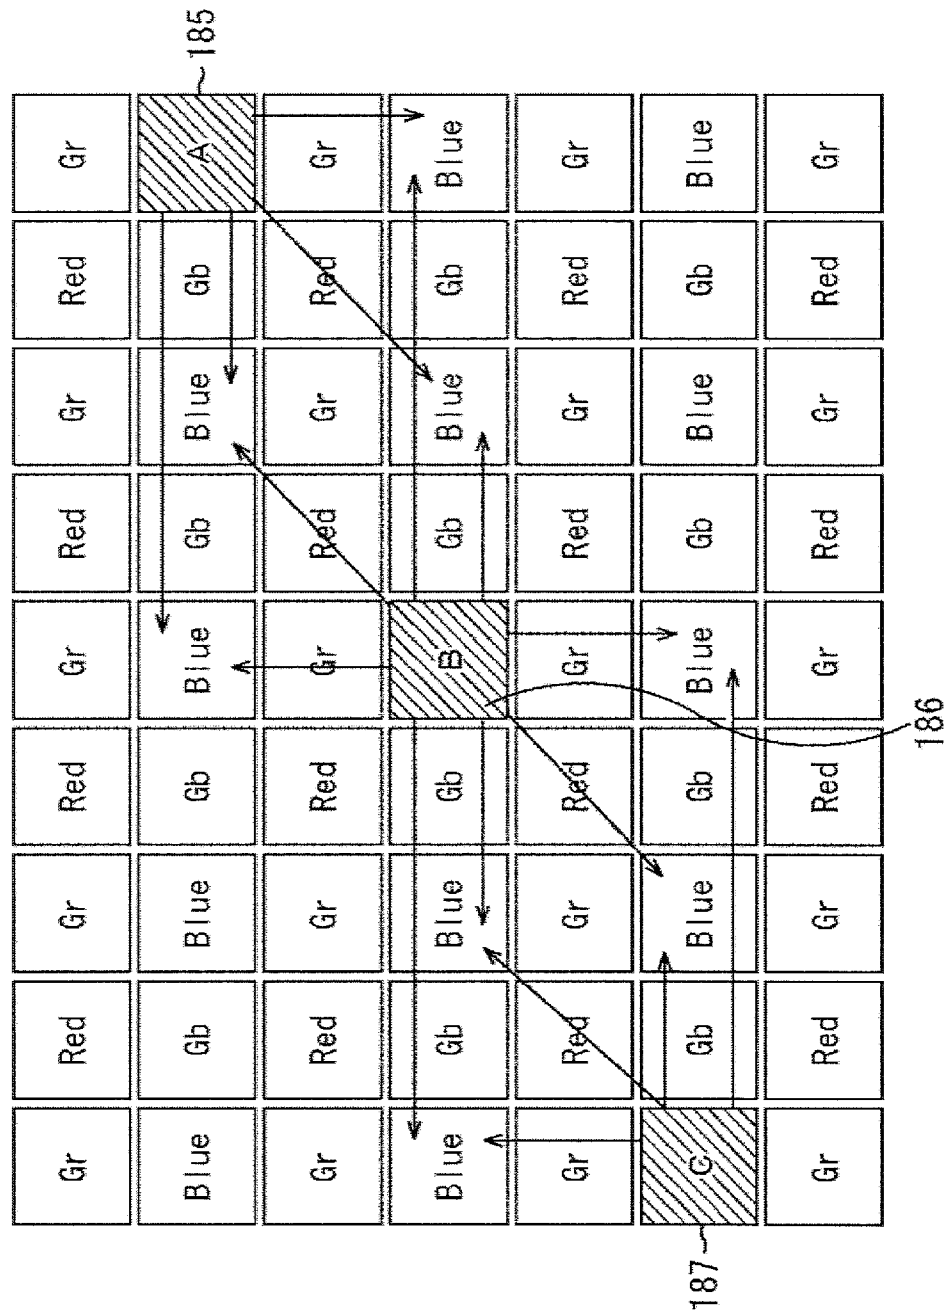 Gr Red Gr Red Gr Red Gr Red Gr
Blue Gb Blue Gb Blue Gb Blue Gb A 185
Gr Red Gr Red Gr Red Gr Red Gr
Blue Gb Blue Gb B Gb Blue Gb Blue
Gr Red Gr Red Gr Red Gr Red Gr
187 C Gb Blue Gb Blue Gb Blue Gb Blue
Gr Red Gr Red Gr Red Gr Red Gr
186